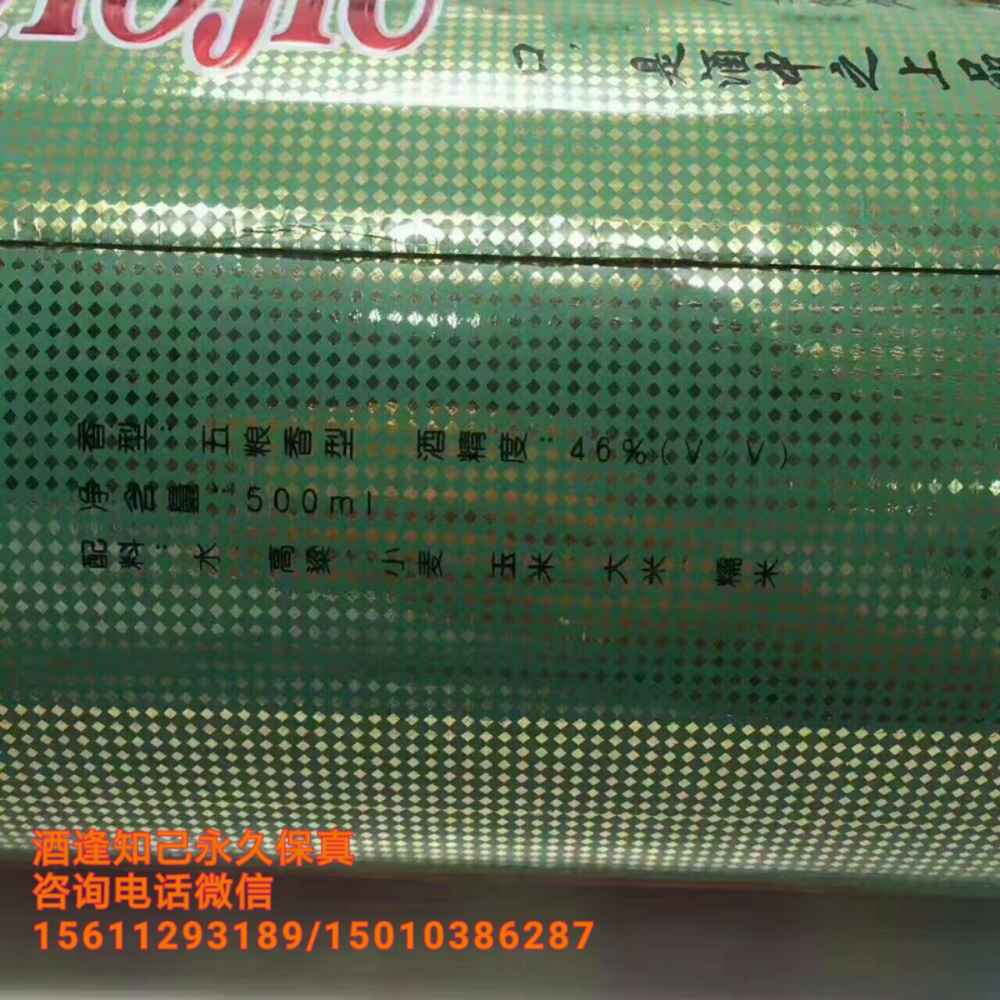 口，是酒中之上品
香型：五粮香型 酒精度：46%(V V)
净含量：500ml
配料：水 高粱 小麦 玉米 大米 糯米
酒逢知己永久保真
咨询电话微信
15611293189/15010386287